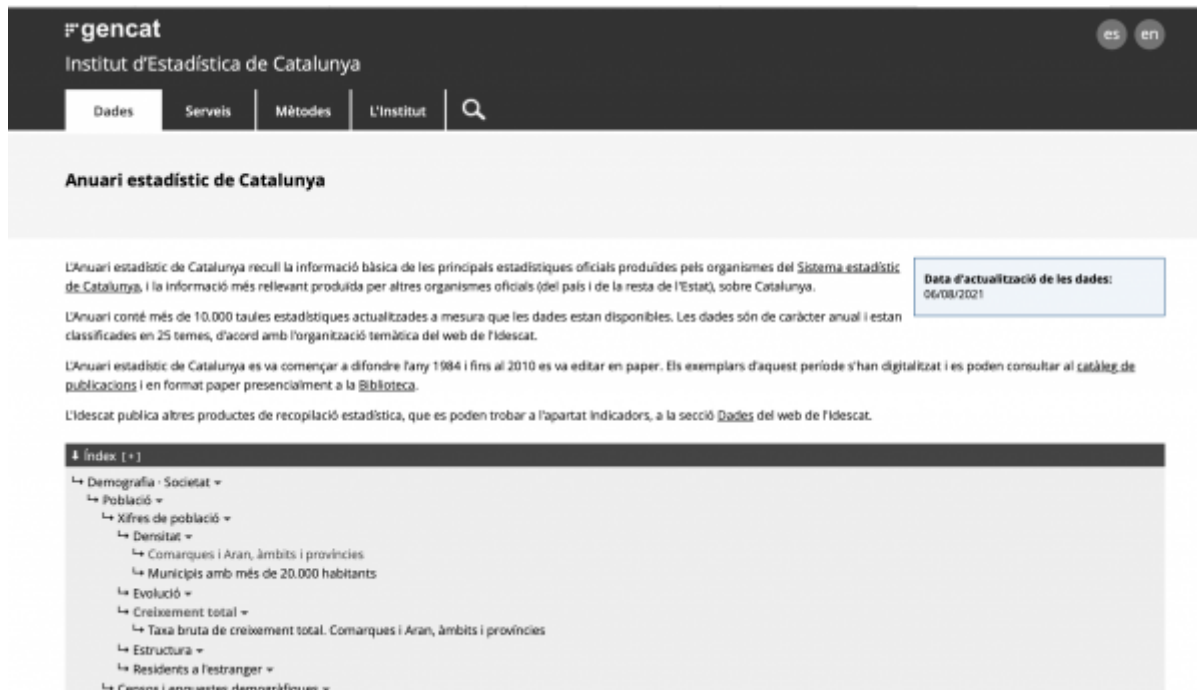 gencat
es en
Institut d'Estadística de Catalunya
Dades Serveis Mètodes L'Institut
Anuari estadístic de Catalunya
L'Anuari estadístic de Catalunya recull la informació bàsica de les principals estadístiques oficials produïdes pels organismes del Sistema estadístic
de Catalunya, i la informació més rellevant produïda per altres organismes oficials (del país i de la resta de l'Estat), sobre Catalunya.
Data d'actualització de les dades:
06/08/2021
L'Anuari conté més de 10.000 taules estadístiques actualitzades a mesura que les dades estan disponibles. Les dades són de caràcter anual i estan
classificades en 25 temes, d'acord amb l'organització temàtica del web de l'Idescat.
L'Anuari estadístic de Catalunya es va començar a difondre l'any 1984 i fins al 2010 es va editar en paper. Els exemplars d'aquest període s'han digitalitzat i es poden consultar al catàleg de
publicacions i en format paper presencialment a la Biblioteca.
L'Idescat publica altres productes de recopilació estadística, que es poden trobar a l'apartat Indicadors, a la secció Dades del web de l'Idescat.
Índex [+]
Demografia · Societat
Població
Xifres de població
Densitat
Comarques i Aran, àmbits i províncies
Municipis amb més de 20.000 habitants
Evolució
Creixement total
Taxa bruta de creixement total. Comarques i Aran, àmbits i províncies
Estructura
Residents a l'estranger
Censos i enquestes demogràfiques